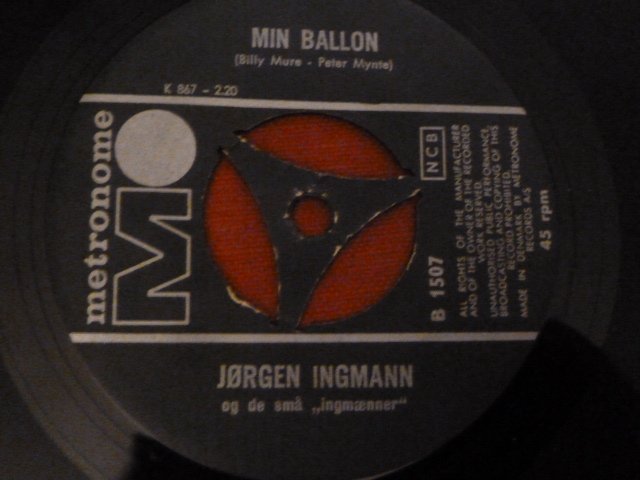 MIN BALLON
(Billy Mure - Peter Mynte)
K 867 - 2.20
metronome
M
NCB
B 1507
ALL RIGHTS OF THE MANUFACTURER
AND OF THE OWNER OF THE RECORDED
WORK RESERVED.
UNAUTHORISED PUBLIC PERFORMANCE,
BROADCASTING AND COPYING OF THIS
RECORD PROHIBITED.
MADE IN DENMARK BY METRONOME
RECORDS A-S
45 rpm
JØRGEN INGMANN
og de små „ingmænner"